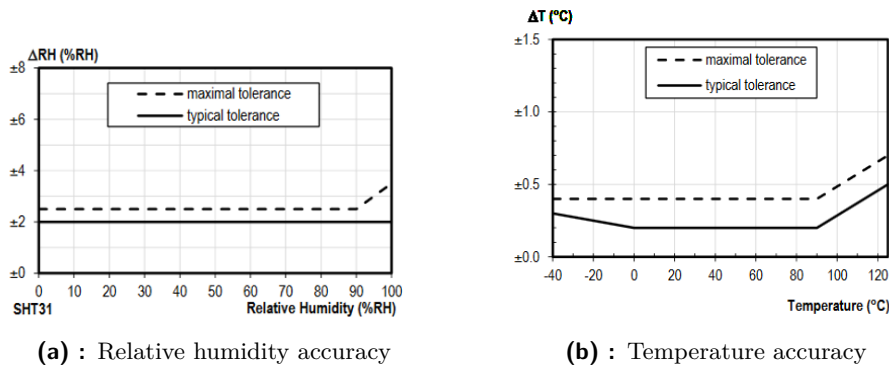 ΔRH (%RH)
±8
±6
±4
±2
±0
maximal tolerance
typical tolerance
0 10 20 30 40 50 60 70 80 90 100
SHT31 Relative Humidity (%RH)
(a) : Relative humidity accuracy
ΔT (°C)
±1.5
±1.0
±0.5
±0.0
maximal tolerance
typical tolerance
-40 -20 0 20 40 60 80 100 120
Temperature (°C)
(b) : Temperature accuracy